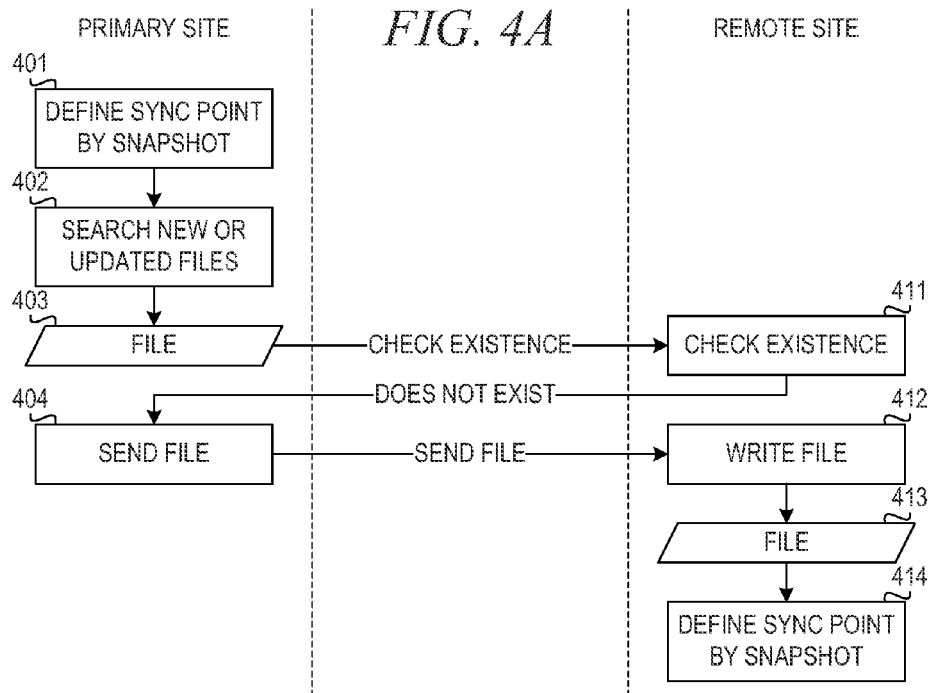 PRIMARY SITE
FIG. 4A
REMOTE SITE
401
DEFINE SYNC POINT
BY SNAPSHOT
402
SEARCH NEW OR
UPDATED FILES
403
FILE
CHECK EXISTENCE
411
CHECK EXISTENCE
DOES NOT EXIST
404
SEND FILE
SEND FILE
412
WRITE FILE
413
FILE
414
DEFINE SYNC POINT
BY SNAPSHOT